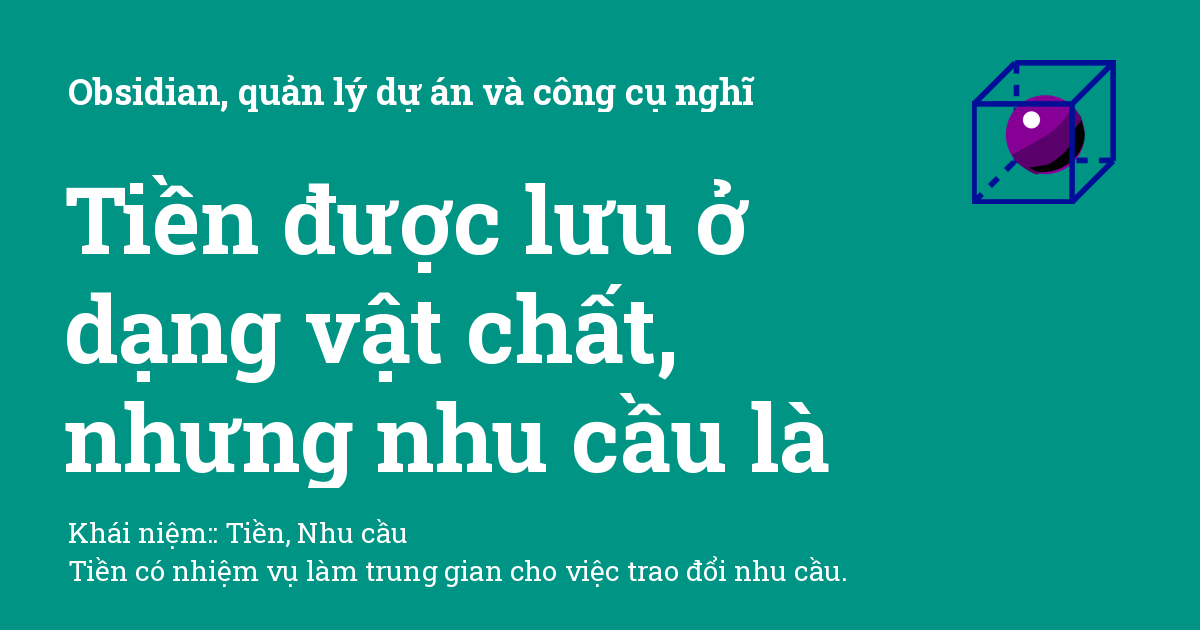 Obsidian, quản lý dự án và công cụ nghĩ
Tiền được lưu ở
dạng vật chất,
nhưng nhu cầu là
Khái niệm:: Tiền, Nhu cầu
Tiền có nhiệm vụ làm trung gian cho việc trao đổi nhu cầu.